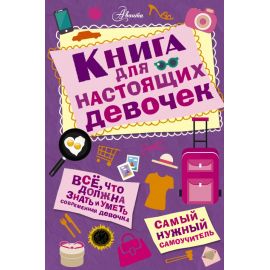 Аванта
Книга
для
настоящих
девочек
Всё, что
должна
знать и уметь
современная девочка
самый
нужный
самоучитель